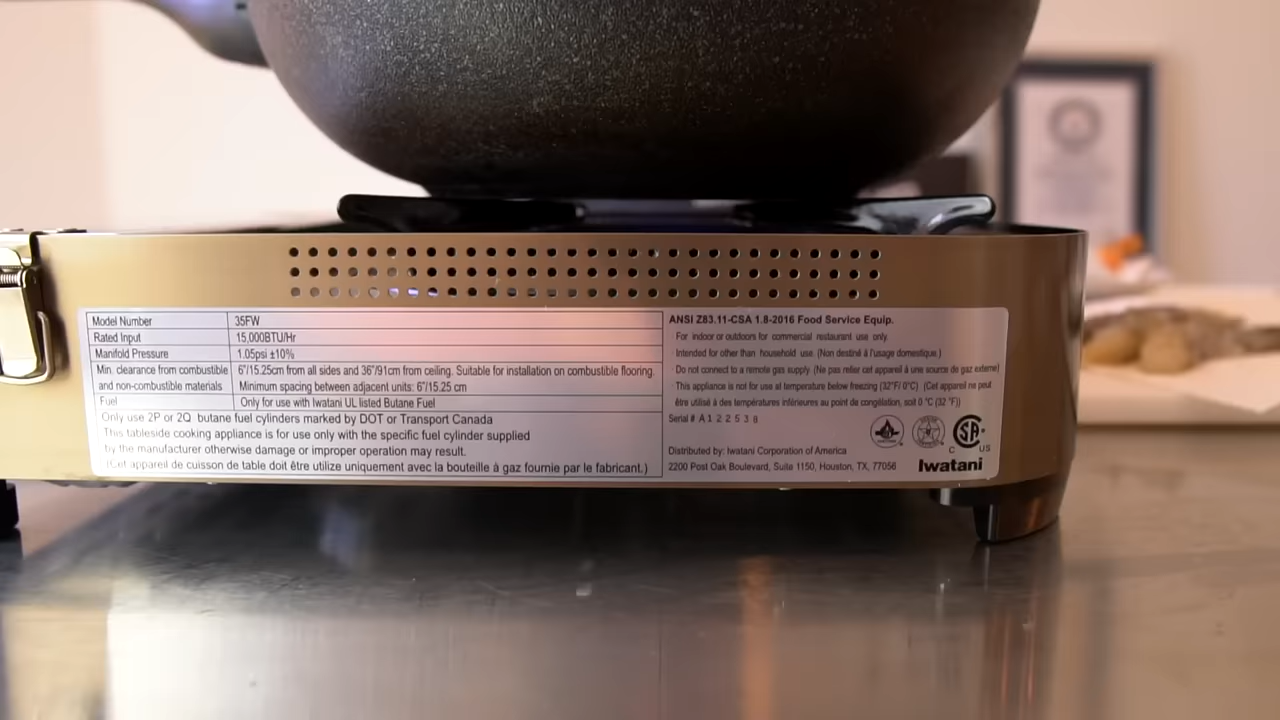 Model Number 35FW
Rated Input 15,000BTU/Hr
Manifold Pressure 1.05psi ±10%
Min. clearance from combustible and non-combustible materials
6"/15.25cm from all sides and 36"/91cm from ceiling. Suitable for installation on combustible flooring.
Minimum spacing between adjacent units: 6"/15.25 cm
Fuel Only for use with Iwatani UL listed Butane Fuel
Only use 2P or 2Q butane fuel cylinders marked by DOT or Transport Canada
This tableside cooking appliance is for use only with the specific fuel cylinder supplied
by the manufacturer otherwise damage or improper operation may result.
(Cet appareil de cuisson de table doit être utilize uniquement avec la bouteille à gaz fournie par le fabricant.)
ANSI Z83.11-CSA 1.8-2016 Food Service Equip.
For indoor or outdoors for commercial restaurant use only.
Intended for other than household use. (Non destiné à l'usage domestique.)
Do not connect to a remote gas supply. (Ne pas relier cet appareil à une source de gaz externe)
This appliance is not for use at temperature below freezing (32°F/ 0°C) (Cet appareil ne peut
être utilisé à des températures inférieures au point de congélation, soit 0 °C (32 °F))
Serial # A122538
CSA
C US
Distributed by: Iwatani Corporation of America
2200 Post Oak Boulevard, Suite 1150, Houston, TX, 77056
Iwatani